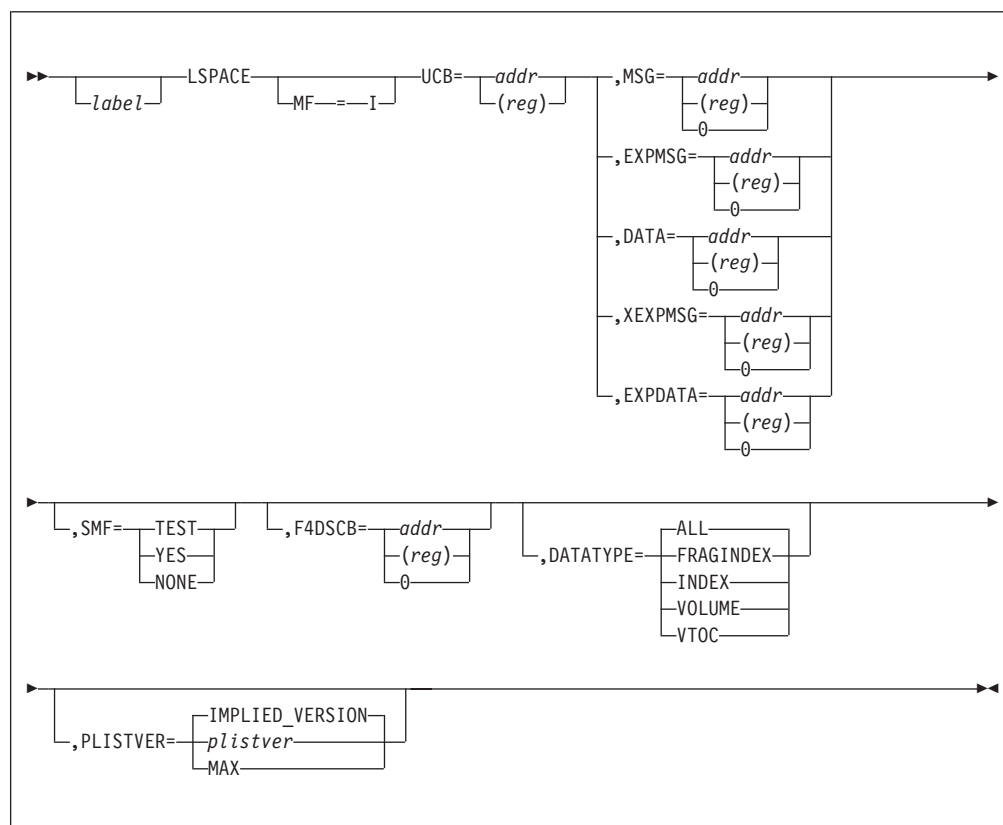 label LSPACE MF = I UCB= addr ,MSG= addr
(reg) (reg)
0
,EXPMSG= addr
(reg)
0
,DATA= addr
(reg)
0
,XEXPMSG= addr
(reg)
0
,EXPDATA= addr
(reg)
0
,SMF= TEST
YES
NONE
,F4DSCB= addr
(reg)
0
,DATATYPE= ALL
FRAGINDEX
INDEX
VOLUME
VTOC
,PLISTVER= IMPLIED_VERSION
plistver
MAX